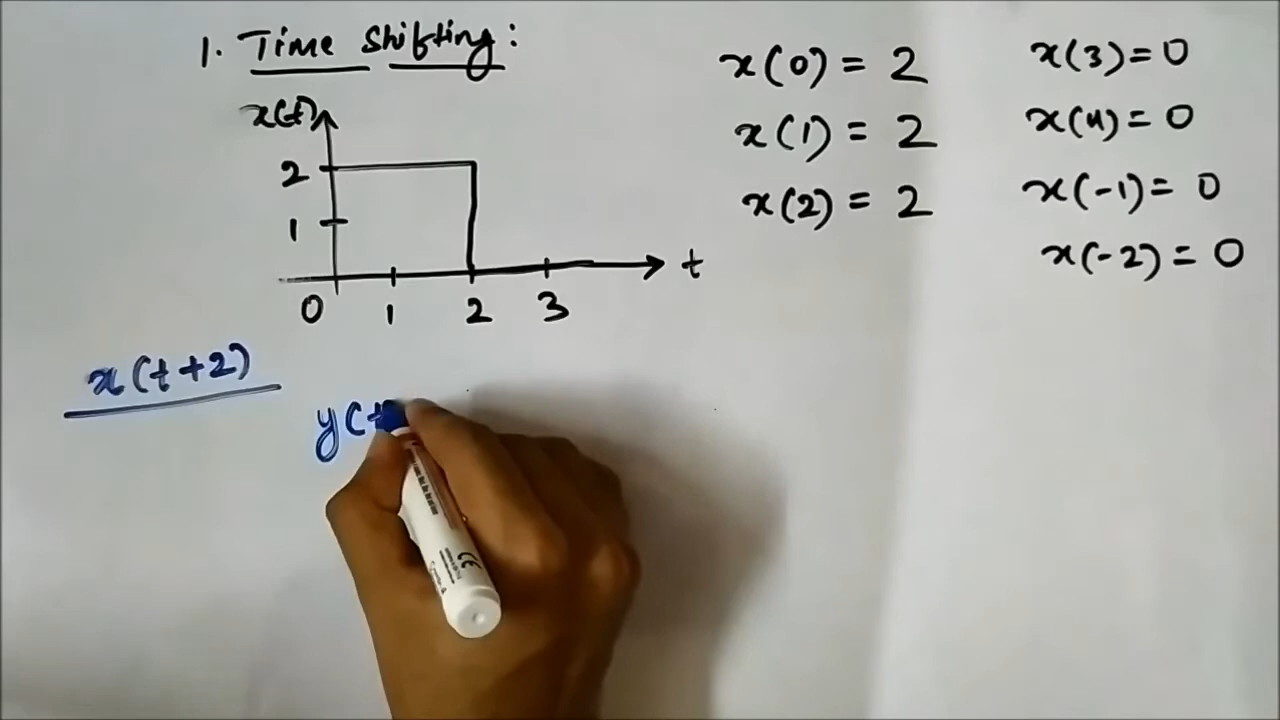 1. Time Shifting:
x(t)
2
1
0 1 2 3 t
x(0) = 2
x(1) = 2
x(2) = 2
x(3) = 0
x(4) = 0
x(-1) = 0
x(-2) = 0
x(t+2)
y(t